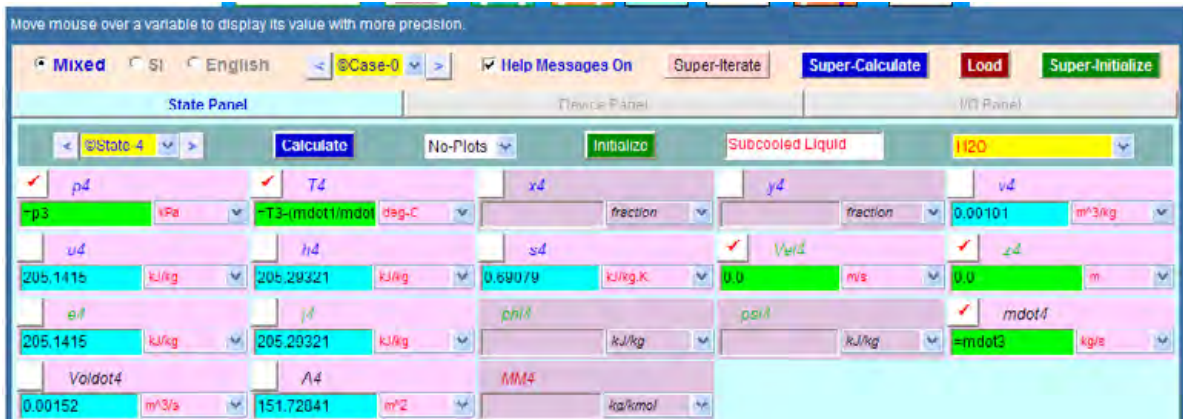 Move mouse over a variable to display its value with more precision.
Mixed SI English < ©Case-0 > Help Messages On Super-Iterate Super-Calculate Load Super-Initialize
State Panel Device Panel I/O Panel
< ©State-4 > Calculate No-Plots Initialize Subcooled Liquid H2O
p4 T4 x4 y4 v4
=p3 kPa =T3-(mdot1/mdot deg-C fraction fraction 0.00101 m^3/kg
u4 h4 s4 Vel4 z4
205.1415 kJ/kg 205.29321 kJ/kg 0.69079 kJ/kg.K 0.0 m/s 0.0 m
e4 j4 phi4 psi4 mdot4
205.1415 kJ/kg 205.29321 kJ/kg kJ/kg kJ/kg =mdot3 kg/s
Voldot4 A4 MM4
0.00152 m^3/s 151.72841 m^2 kg/kmol